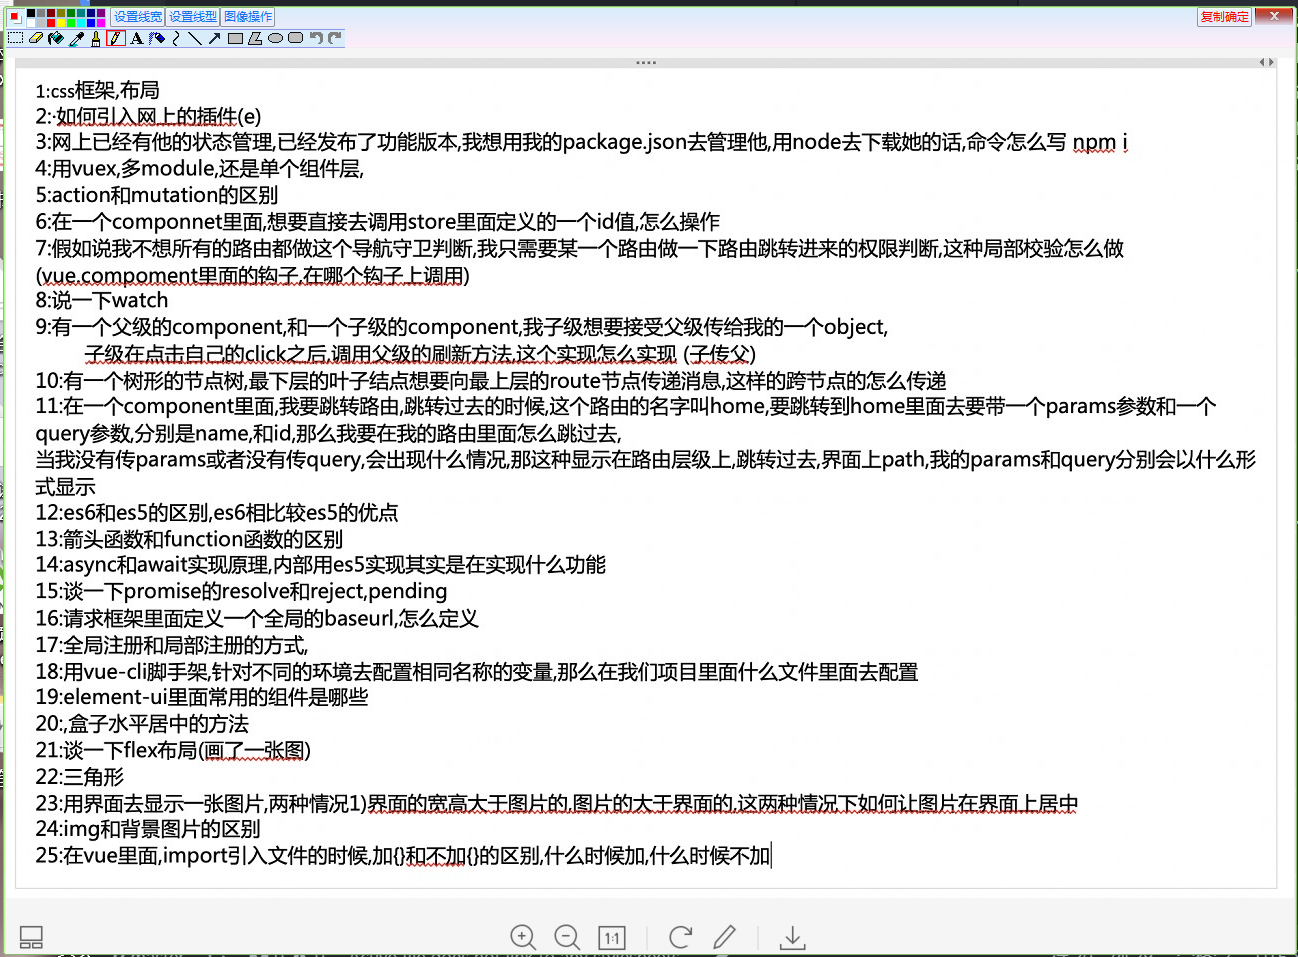 设置线宽 设置线型 图像操作 复制确定
1:css框架,布局
2:·如何引入网上的插件(e)
3:网上已经有他的状态管理,已经发布了功能版本,我想用我的package.json去管理他,用node去下载她的话,命令怎么写 npm i
4:用vuex,多module,还是单个组件层,
5:action和mutation的区别
6:在一个componnet里面,想要直接去调用store里面定义的一个id值,怎么操作
7:假如说我不想所有的路由都做这个导航守卫判断,我只需要某一个路由做一下路由跳转进来的权限判断,这种局部校验怎么做
(vue.compoment里面的钩子,在哪个钩子上调用)
8:说一下watch
9:有一个父级的component,和一个子级的component,我子级想要接受父级传给我的一个object,
子级在点击自己的click之后,调用父级的刷新方法,这个实现怎么实现 (子传父)
10:有一个树形的节点树,最下层的叶子结点想要向最上层的route节点传递消息,这样的跨节点的怎么传递
11:在一个component里面,我要跳转路由,跳转过去的时候,这个路由的名字叫home,要跳转到home里面去要带一个params参数和一个
query参数,分别是name,和id,那么我要在我的路由里面怎么跳过去,
当我没有传params或者没有传query,会出现什么情况,那这种显示在路由层级上,跳转过去,界面上path,我的params和query分别会以什么形
式显示
12:es6和es5的区别,es6相比较es5的优点
13:箭头函数和function函数的区别
14:async和await实现原理,内部用es5实现其实是在实现什么功能
15:谈一下promise的resolve和reject,pending
16:请求框架里面定义一个全局的baseurl,怎么定义
17:全局注册和局部注册的方式,
18:用vue-cli脚手架,针对不同的环境去配置相同名称的变量,那么在我们项目里面什么文件里面去配置
19:element-ui里面常用的组件是哪些
20:,盒子水平居中的方法
21:谈一下flex布局(画了一张图)
22:三角形
23:用界面去显示一张图片,两种情况1)界面的宽高大于图片的,图片的大于界面的,这两种情况下如何让图片在界面上居中
24:img和背景图片的区别
25:在vue里面,import引入文件的时候,加{}和不加{}的区别,什么时候加,什么时候不加
1:1